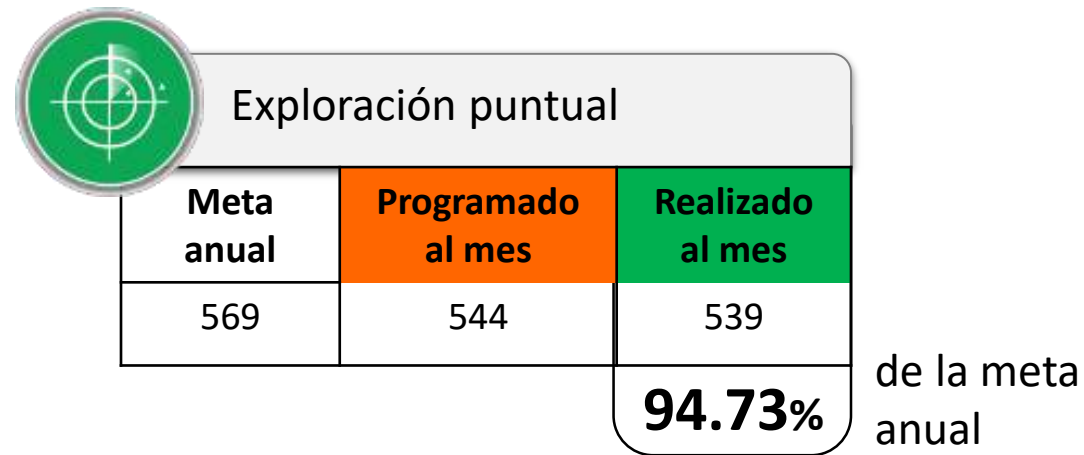 Exploración puntual
Meta anual
Programado al mes
Realizado al mes
569
544
539
94.73%
de la meta
anual